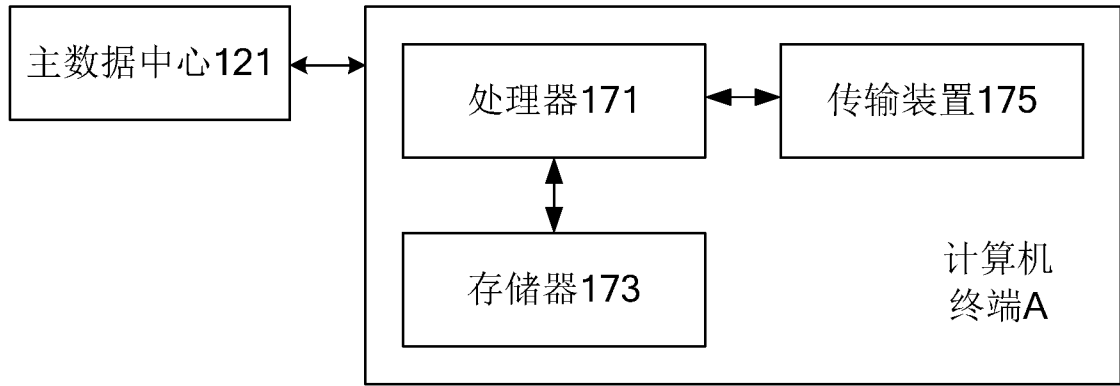 主数据中心121
处理器171
传输装置175
存储器173
计算机
终端A